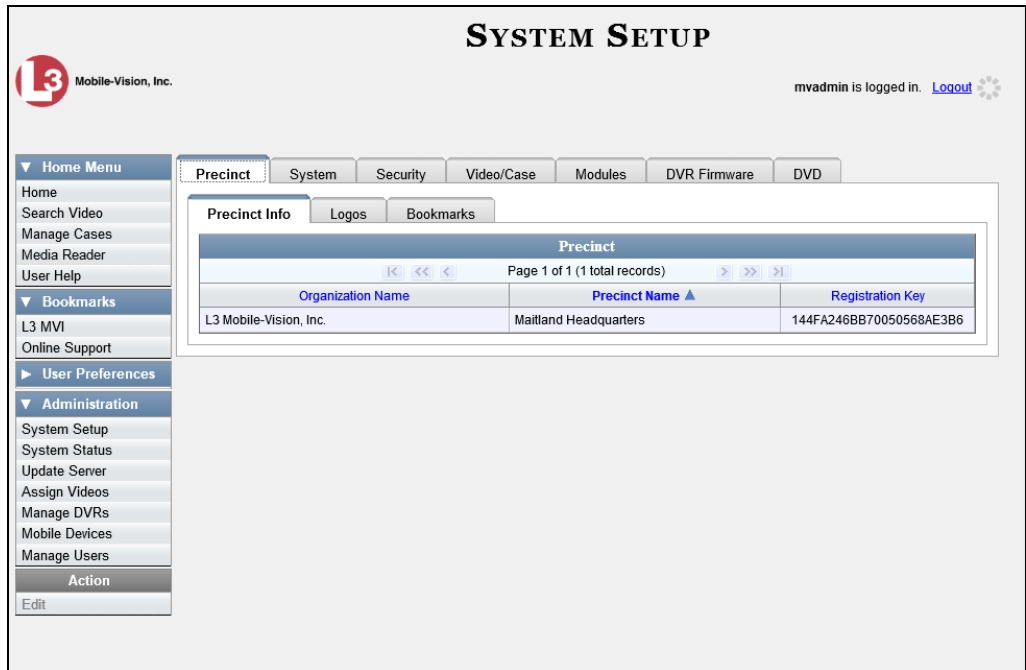 SYSTEM SETUP
L3 Mobile-Vision, Inc.
mvadmin is logged in. Logout
▼ Home Menu
Home
Search Video
Manage Cases
Media Reader
User Help
▼ Bookmarks
L3 MVI
Online Support
▶ User Preferences
▼ Administration
System Setup
System Status
Update Server
Assign Videos
Manage DVRs
Mobile Devices
Manage Users
Action
Edit
Precinct System Security Video/Case Modules DVR Firmware DVD
Precinct Info Logos Bookmarks
Precinct
|< << < Page 1 of 1 (1 total records) > >> >|
Organization Name Precinct Name ▲ Registration Key
L3 Mobile-Vision, Inc. Maitland Headquarters 144FA246BB70050568AE3B6